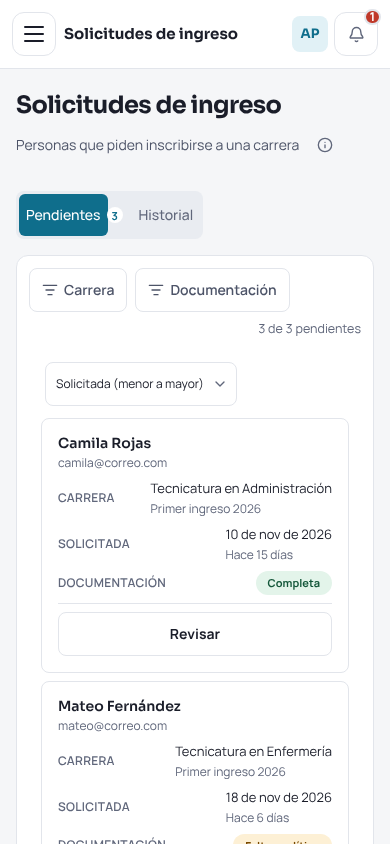 Solicitudes de ingreso
AP
1
Solicitudes de ingreso
Personas que piden inscribirse a una carrera
Pendientes 3 Historial
Carrera
Documentación
3 de 3 pendientes
Solicitada (menor a mayor)
Camila Rojas
camila@correo.com
CARRERA Tecnicatura en Administración
Primer ingreso 2026
SOLICITADA 10 de nov de 2026
Hace 15 días
DOCUMENTACIÓN Completa
Revisar
Mateo Fernández
mateo@correo.com
CARRERA Tecnicatura en Enfermería
Primer ingreso 2026
SOLICITADA 18 de nov de 2026
Hace 6 días
DOCUMENTACIÓN